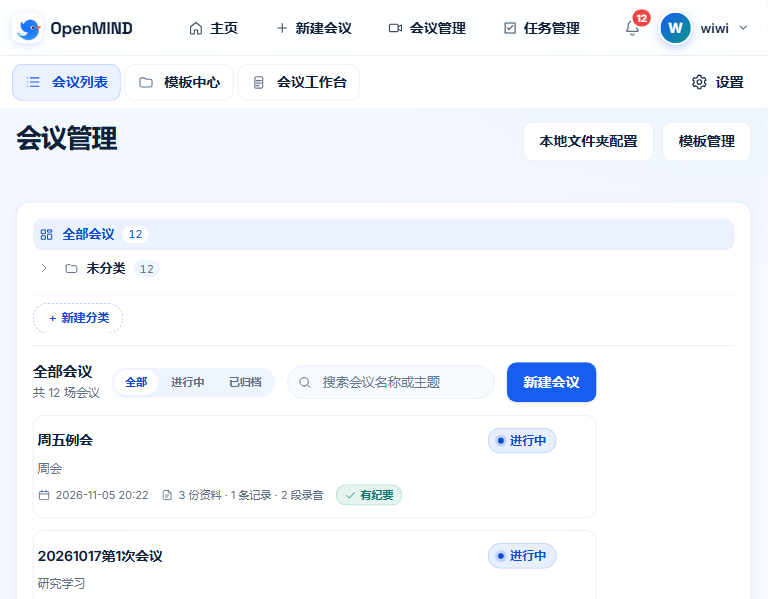 OpenMIND 主页 新建会议 会议管理 任务管理 12 W wiwi
会议列表 模板中心 会议工作台 设置
会议管理 本地文件夹配置 模板管理
全部会议 12
未分类 12
+ 新建分类
全部会议 全部 进行中 已归档 搜索会议名称或主题 新建会议
共 12 场会议
周五例会 进行中
周会
2026-11-05 20:22 3 份资料 · 1 条记录 · 2 段录音 有纪要
20261017第1次会议 进行中
研究学习